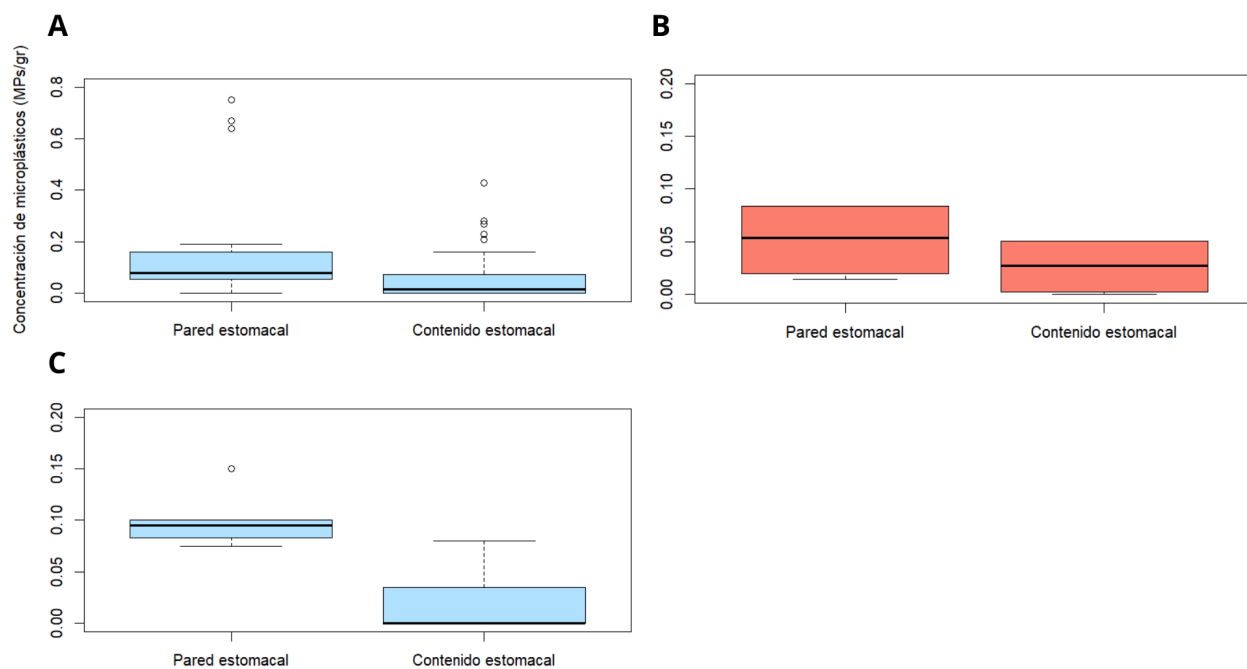 A
Concentración de microplásticos (MPs/gr)
0.8
0.6
0.4
0.2
0.0
Pared estomacal Contenido estomacal
B
0.20
0.15
0.10
0.05
0.00
Pared estomacal Contenido estomacal
C
0.20
0.15
0.10
0.05
0.00
Pared estomacal Contenido estomacal